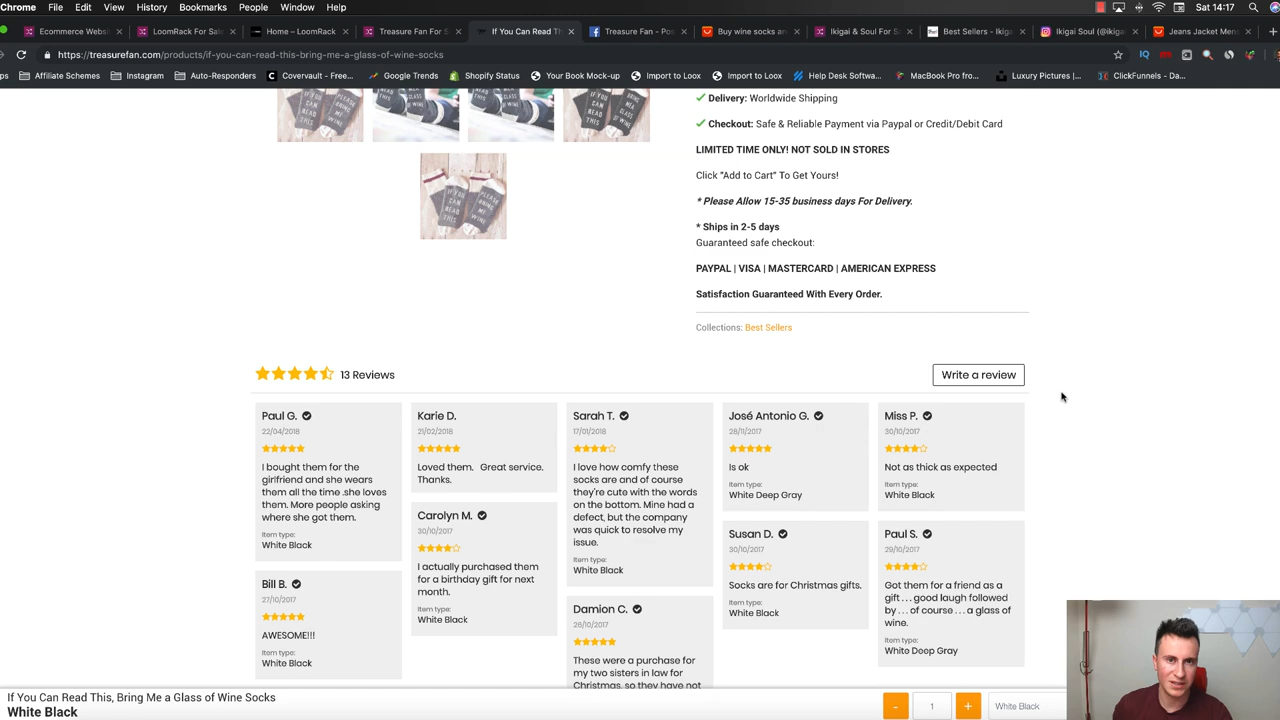 Chrome File Edit View History Bookmarks People Window Help
Sat 14:17
Ecommerce Websi
LoomRack For Sale
Home – LoomRack
Treasure Fan For S
If You Can Read Th
Treasure Fan - Pos
Buy wine socks an
Ikigai & Soul For Sa
Best Sellers - Ikiga
Ikigai Soul (@ikiga
Jeans Jacket Men
https://treasurefan.com/products/if-you-can-read-this-bring-me-a-glass-of-wine-socks
ps Affiliate Schemes Instagram Auto-Responders Covervault - Free... Google Trends Shopify Status Your Book Mock-up Import to Loox Import to Loox Help Desk Softwa... MacBook Pro fro... Luxury Pictures |... ClickFunnels - Da...
Delivery: Worldwide Shipping
Checkout: Safe & Reliable Payment via Paypal or Credit/Debit Card
LIMITED TIME ONLY! NOT SOLD IN STORES
Click "Add to Cart" To Get Yours!
* Please Allow 15-35 business days For Delivery.
* Ships in 2-5 days
Guaranteed safe checkout:
PAYPAL | VISA | MASTERCARD | AMERICAN EXPRESS
Satisfaction Guaranteed With Every Order.
Collections: Best Sellers
13 Reviews
Write a review
Paul G.
22/04/2018
I bought them for the
girlfriend and she wears
them all the time .she loves
them. More people asking
where she got them.
Item type:
White Black
Bill B.
27/10/2017
AWESOME!!!
Item type:
White Black
Karie D.
21/02/2018
Loved them. Great service.
Thanks.
Carolyn M.
30/10/2017
I actually purchased them
for a birthday gift for next
month.
Item type:
White Black
Sarah T.
17/01/2018
I love how comfy these
socks are and of course
they're cute with the words
on the bottom. Mine had a
defect, but the company
was quick to resolve my
issue.
Item type:
White Black
Damion C.
26/10/2017
These were a purchase for
my two sisters in law for
Christmas, so they have not
José Antonio G.
28/11/2017
Is ok
Item type:
White Deep Gray
Susan D.
30/10/2017
Socks are for Christmas gifts.
Item type:
White Black
Miss P.
30/10/2017
Not as thick as expected
Item type:
White Black
Paul S.
29/10/2017
Got them for a friend as a
gift . . . good laugh followed
by . . . of course . . . a glass of
wine.
Item type:
White Deep Gray
If You Can Read This, Bring Me a Glass of Wine Socks
White Black
- 1 + White Black